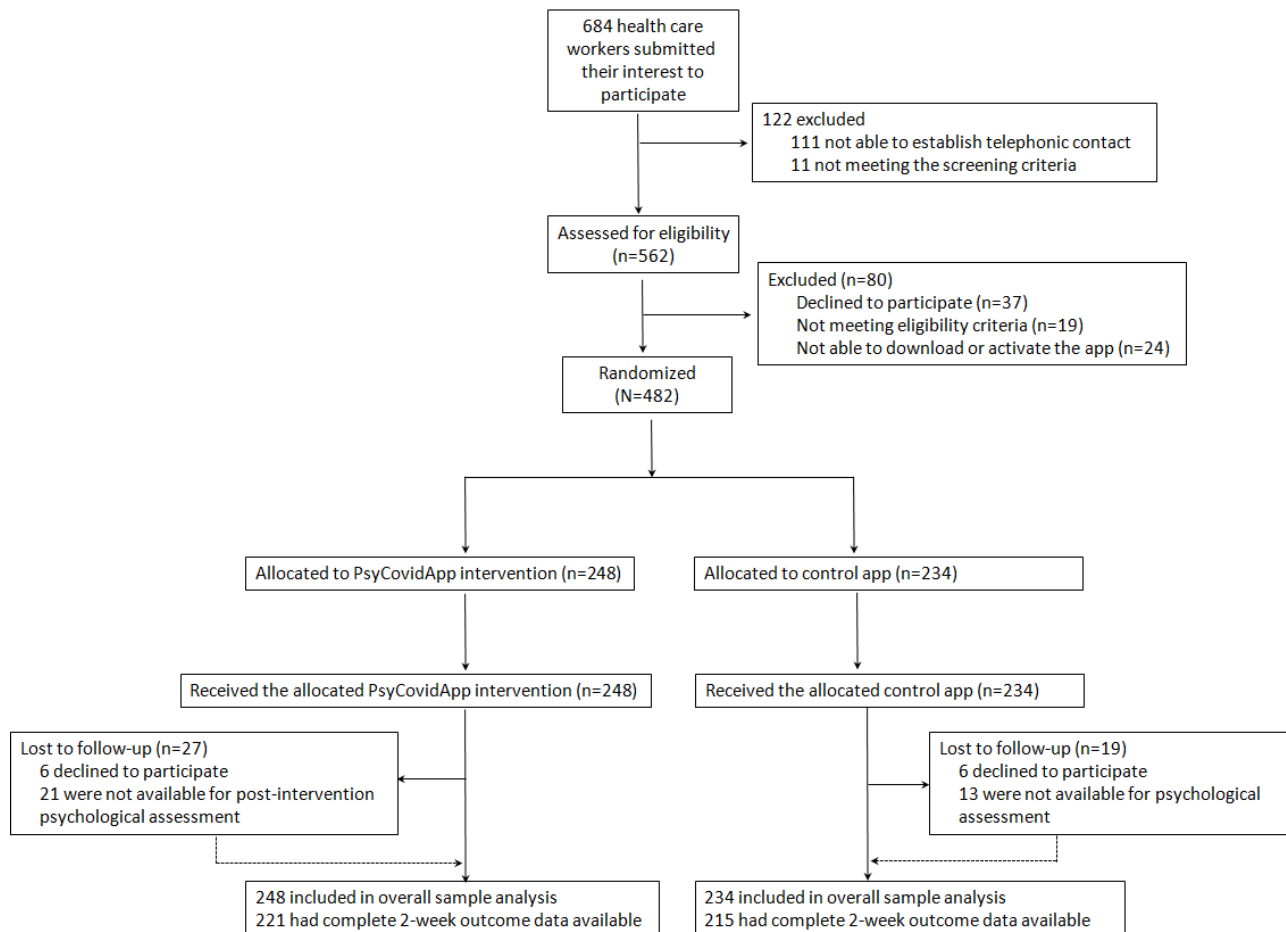 684 health care
workers submitted
their interest to
participate
122 excluded
111 not able to establish telephonic contact
11 not meeting the screening criteria
Assessed for eligibility
(n=562)
Excluded (n=80)
Declined to participate (n=37)
Not meeting eligibility criteria (n=19)
Not able to download or activate the app (n=24)
Randomized
(N=482)
Allocated to PsyCovidApp intervention (n=248)
Allocated to control app (n=234)
Received the allocated PsyCovidApp intervention (n=248)
Received the allocated control app (n=234)
Lost to follow-up (n=27)
6 declined to participate
21 were not available for post-intervention
psychological assessment
Lost to follow-up (n=19)
6 declined to participate
13 were not available for psychological
assessment
248 included in overall sample analysis
221 had complete 2-week outcome data available
234 included in overall sample analysis
215 had complete 2-week outcome data available